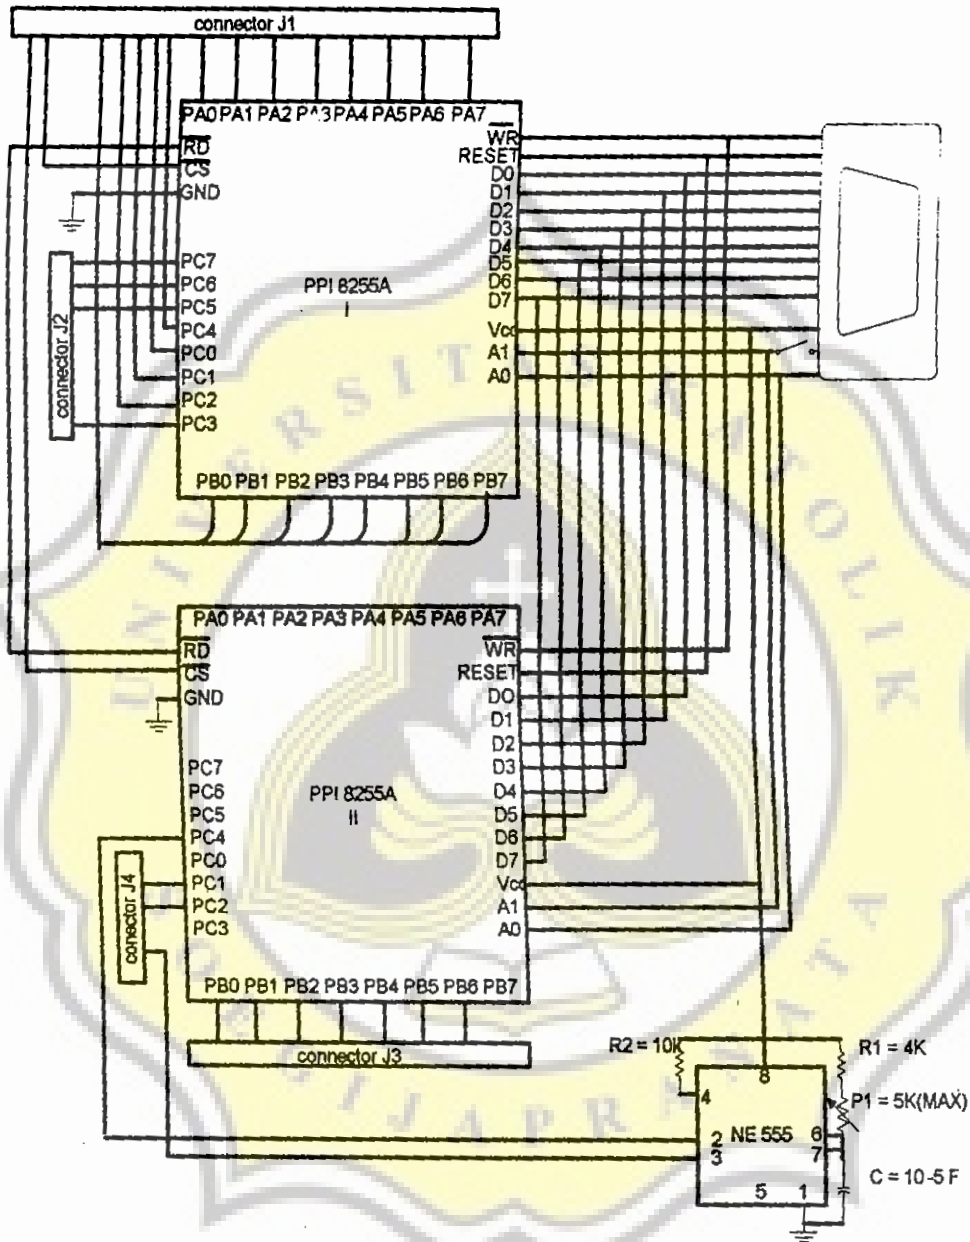 connector J1
PA0 PA1 PA2 PA3 PA4 PA5 PA6 PA7
RD
CS
GND
WR
RESET
D0
D1
D2
D3
D4
D5
D6
D7
Vcc
A1
A0
PC7
PC6
PC5
PC4
PC0
PC1
PC2
PC3
connector J2
PPI 8255A
I
PB0 PB1 PB2 PB3 PB4 PB5 PB6 PB7
PA0 PA1 PA2 PA3 PA4 PA5 PA6 PA7
RD
CS
GND
WR
RESET
DO
D1
D2
D3
D4
D5
D6
D7
Vcc
A1
A0
PC7
PC6
PC5
PC4
PC0
PC1
PC2
PC3
conector J4
PPI 8255A
II
PB0 PB1 PB2 PB3 PB4 PB5 PB6 PB7
connector J3
R2 = 10K
R1 = 4K
P1 = 5K(MAX)
C = 10-5 F
8
4
NE 555
2
3
6
7
5
1
UNIVERSITAS KATOLIK
SOEGIJAPRANATA